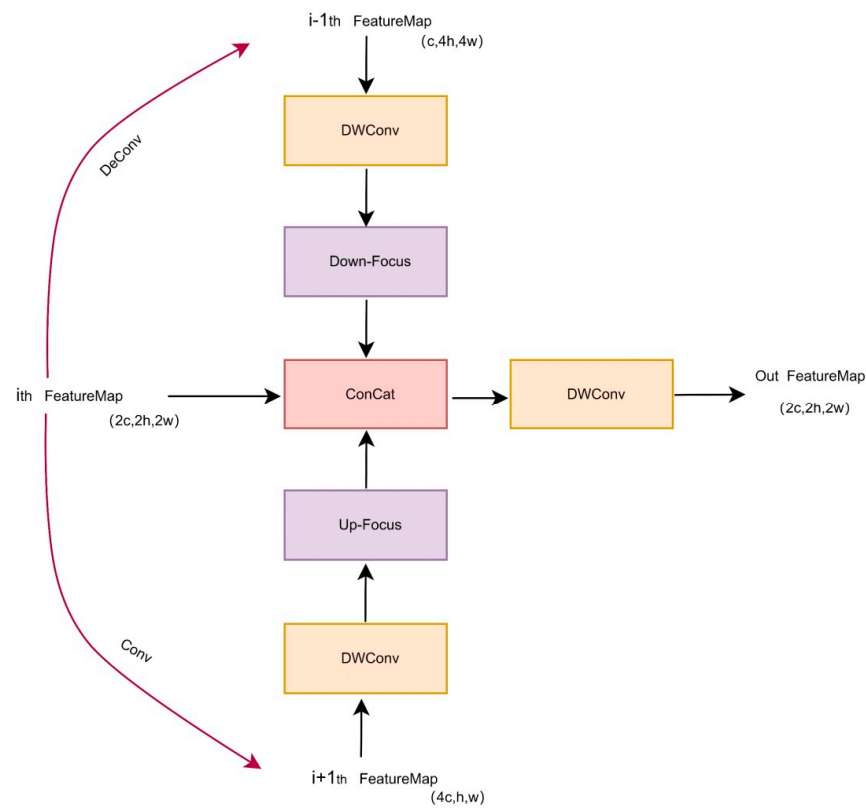 i-1th FeatureMap
(c,4h,4w)
DWConv
DeConv
Down-Focus
ith FeatureMap
(2c,2h,2w)
ConCat
DWConv
Out FeatureMap
(2c,2h,2w)
Up-Focus
Conv
DWConv
i+1th FeatureMap
(4c,h,w)